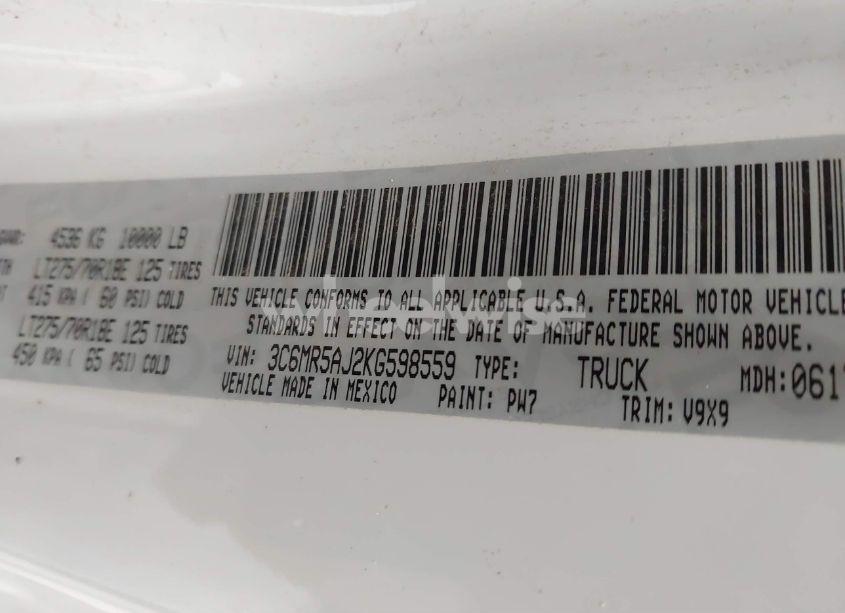 4536 KG 10000 LB
LT275/70R18E 125 TIRES
415 KPA ( 60 PSI) COLD
LT275/70R18E 125 TIRES
450 KPA ( 65 PSI) COLD
THIS VEHICLE CONFORMS TO ALL APPLICABLE U.S.A. FEDERAL MOTOR VEHICLE
STANDARDS IN EFFECT ON THE DATE OF MANUFACTURE SHOWN ABOVE.
VIN: 3C6MR5AJ2KG598559 TYPE: TRUCK MDH:0617
VEHICLE MADE IN MEXICO PAINT: PW7 TRIM: V9X9